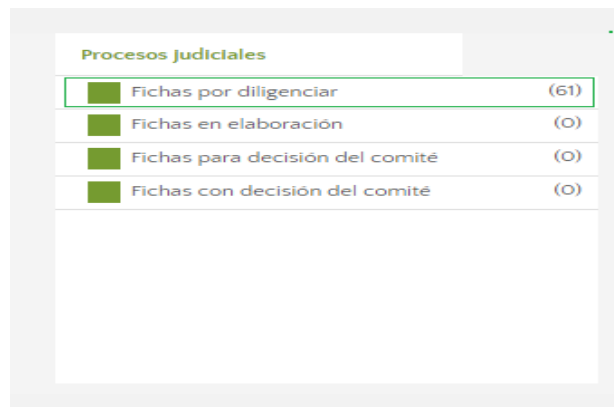 Procesos judiciales
Fichas por diligenciar (61)
Fichas en elaboración (0)
Fichas para decisión del comité (0)
Fichas con decisión del comité (0)